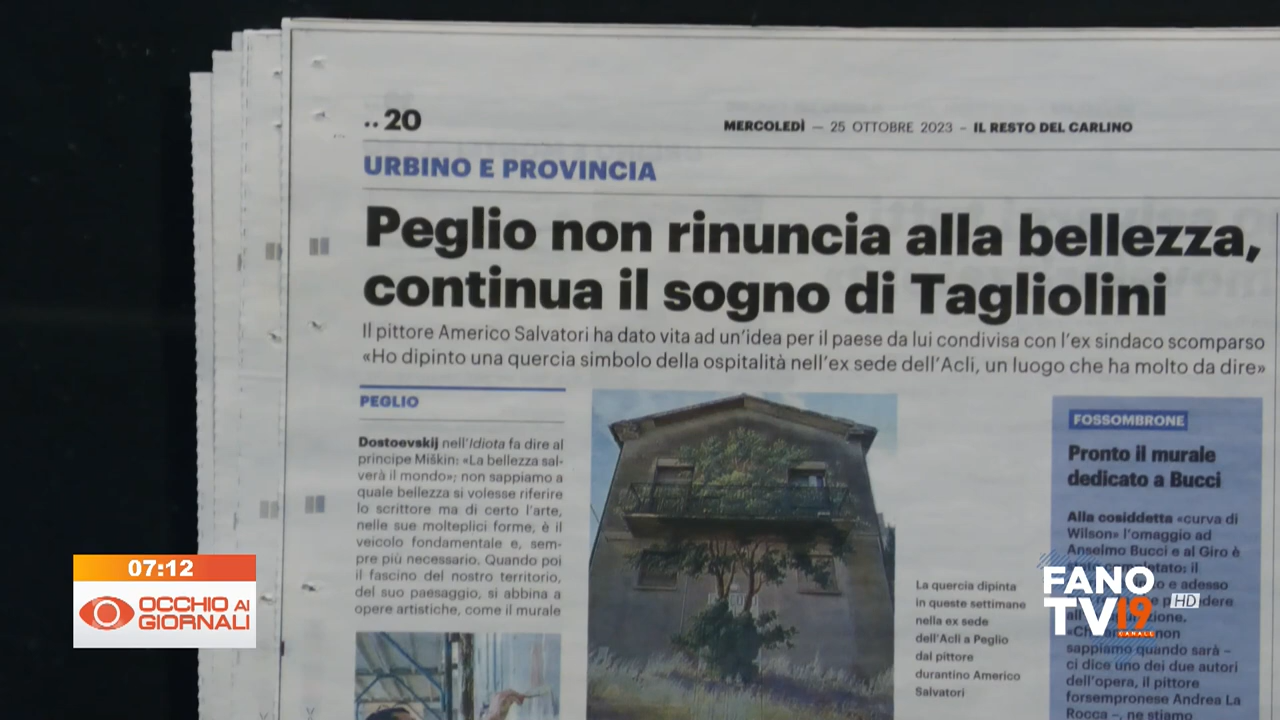 .. 20
MERCOLEDÌ — 25 OTTOBRE 2023 – IL RESTO DEL CARLINO
URBINO E PROVINCIA
Peglio non rinuncia alla bellezza,
continua il sogno di Tagliolini
Il pittore Americo Salvatori ha dato vita ad un'idea per il paese da lui condivisa con l'ex sindaco scomparso
«Ho dipinto una quercia simbolo della ospitalità nell'ex sede dell'Acli, un luogo che ha molto da dire»
PEGLIO
Dostoevskij nell'Idiota fa dire al
principe Miškin: «La bellezza sal-
verà il mondo»; non sappiamo a
quale bellezza si volesse riferire
lo scrittore ma di certo l'arte,
nelle sue molteplici forme, è il
veicolo fondamentale e, sem-
pre più necessario. Quando poi
il fascino del nostro territorio,
del suo paesaggio, si abbina a
opere artistiche, come il murale
La quercia dipinta
in queste settimane
nella ex sede
dell'Acli a Peglio
dal pittore
durantino Americo
Salvatori
FOSSOMBRONE
Pronto il murale
dedicato a Bucci
Alla cosiddetta «curva di
Wilson» l'omaggio ad
Anselmo Bucci e al Giro è
il
e adesso
all'
non
sappiamo quando sarà –
ci dice uno dei due autori
dell'opera, il pittore
forsempronese Andrea La
Rocca –, ne stiamo
07:12
OCCHIO AI
GIORNALI
FANO
TV19 HD
CANALE